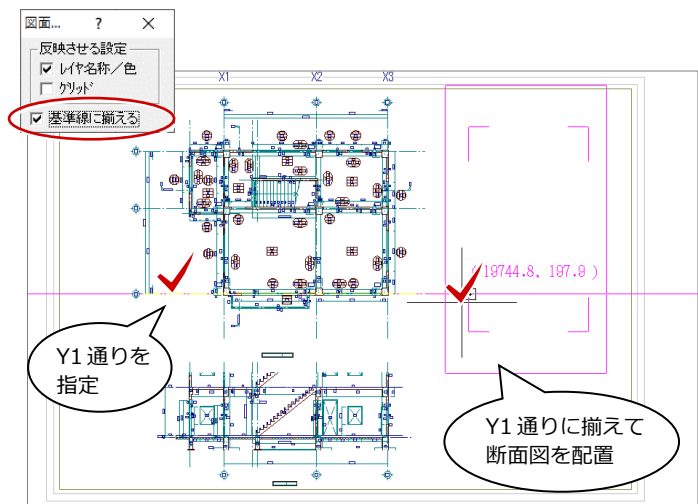 図面... ? ×
反映させる設定
レイヤ名称／色
グリッド
基準線に揃える
X1 X2 X3
( 19744.8, 197.9 )
Y1 通りを
指定
Y1 通りに揃えて
断面図を配置